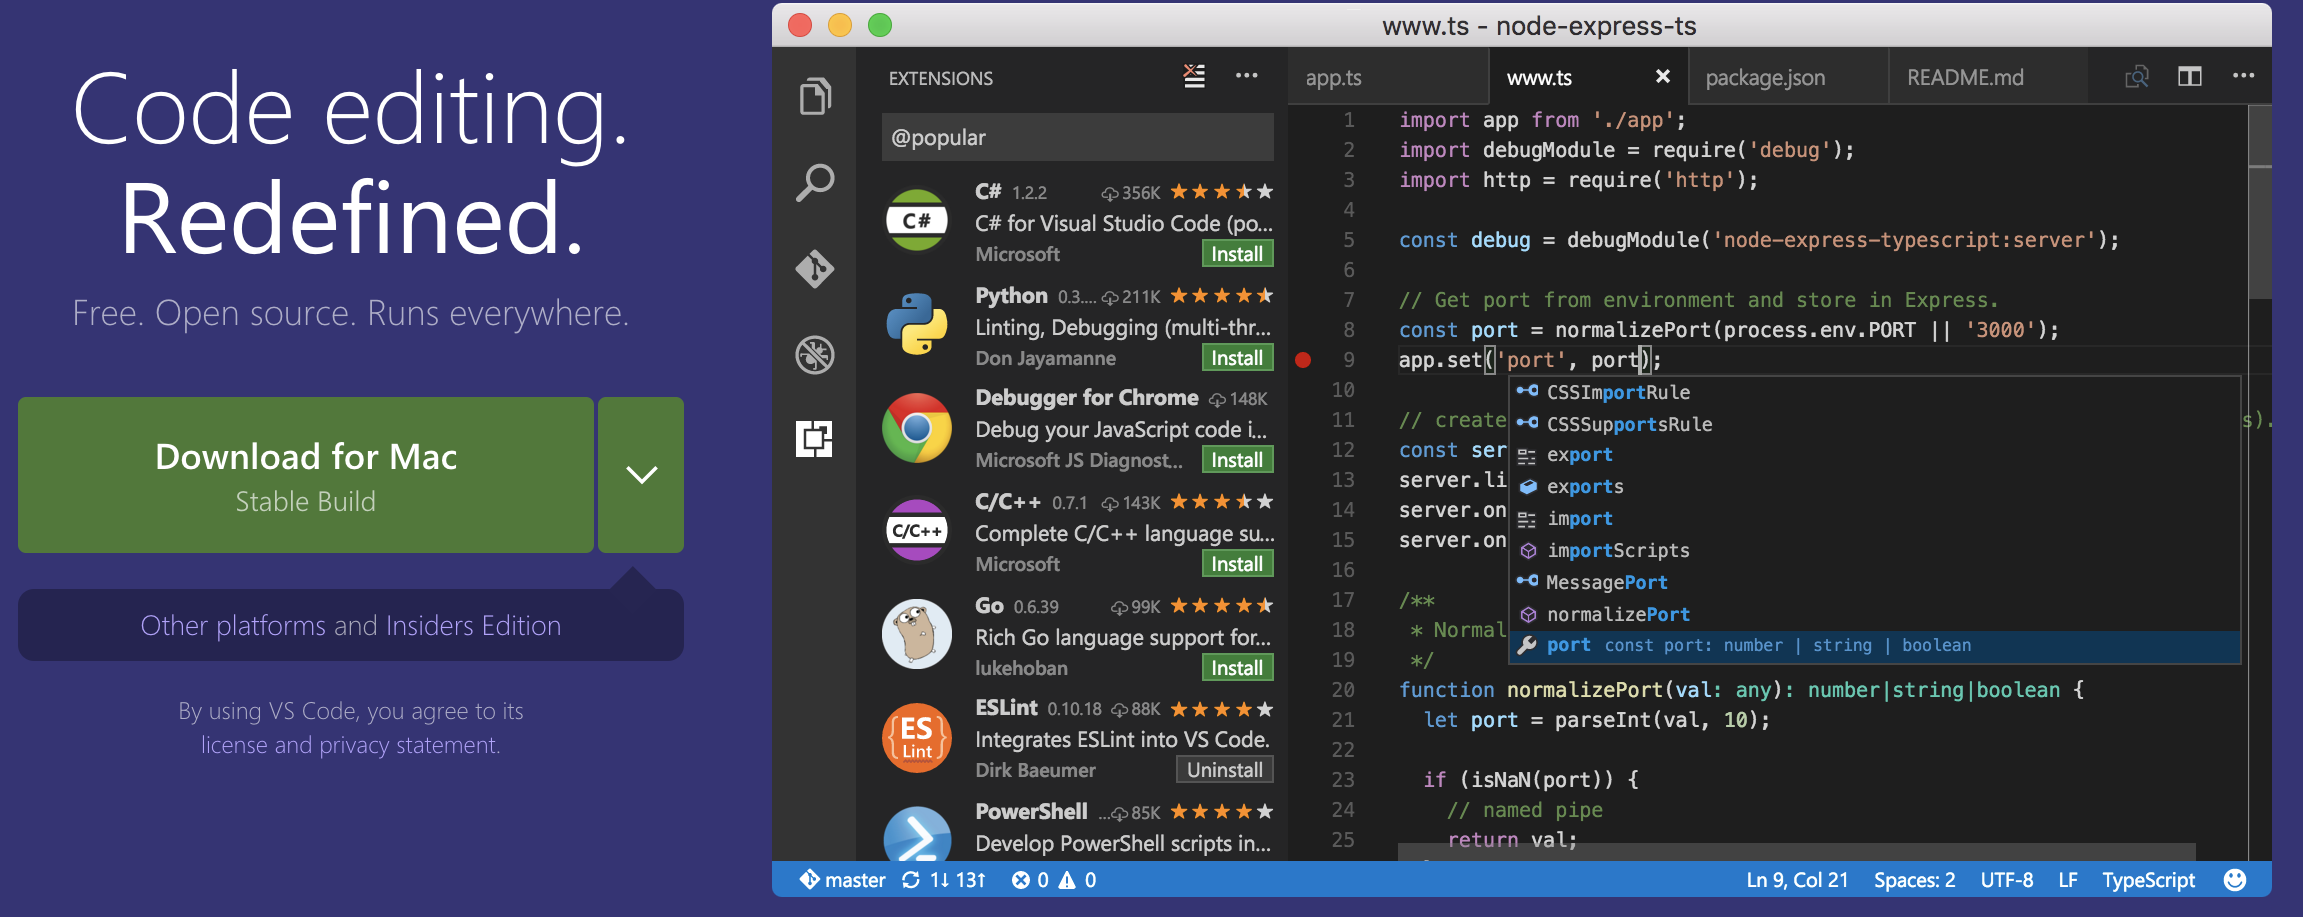 Code editing.
Redefined.
Free. Open source. Runs everywhere.
Download for Mac
Stable Build
Other platforms and Insiders Edition
By using VS Code, you agree to its
license and privacy statement.
www.ts - node-express-ts
EXTENSIONS
@popular
C# 1.2.2 356K
C# for Visual Studio Code (po...
Microsoft Install
Python 0.3.... 211K
Linting, Debugging (multi-thr...
Don Jayamanne Install
Debugger for Chrome 148K
Debug your JavaScript code i...
Microsoft JS Diagnost... Install
C/C++ 0.7.1 143K
C/C++
Complete C/C++ language su...
Microsoft Install
Go 0.6.39 99K
Rich Go language support for...
lukehoban Install
ESLint 0.10.18 88K
{ES}
Lint
Integrates ESLint into VS Code.
Dirk Baeumer Uninstall
PowerShell ... 85K
Develop PowerShell scripts in...
app.ts www.ts package.json README.md
1 import app from './app';
2 import debugModule = require('debug');
3 import http = require('http');
4
5 const debug = debugModule('node-express-typescript:server');
6
7 // Get port from environment and store in Express.
8 const port = normalizePort(process.env.PORT || '3000');
9 app.set('port', port);
10
11 // create s).
12 const ser
13 server.li
14 server.on
15 server.on
16
17 /**
18 * Normal
19 */
20 function normalizePort(val: any): number|string|boolean {
21 let port = parseInt(val, 10);
22
23 if (isNaN(port)) {
24 // named pipe
25 return val;
CSSImportRule
CSSSupportsRule
export
exports
import
importScripts
MessagePort
normalizePort
port const port: number | string | boolean
master 1↓ 13↑ 0 0 Ln 9, Col 21 Spaces: 2 UTF-8 LF TypeScript